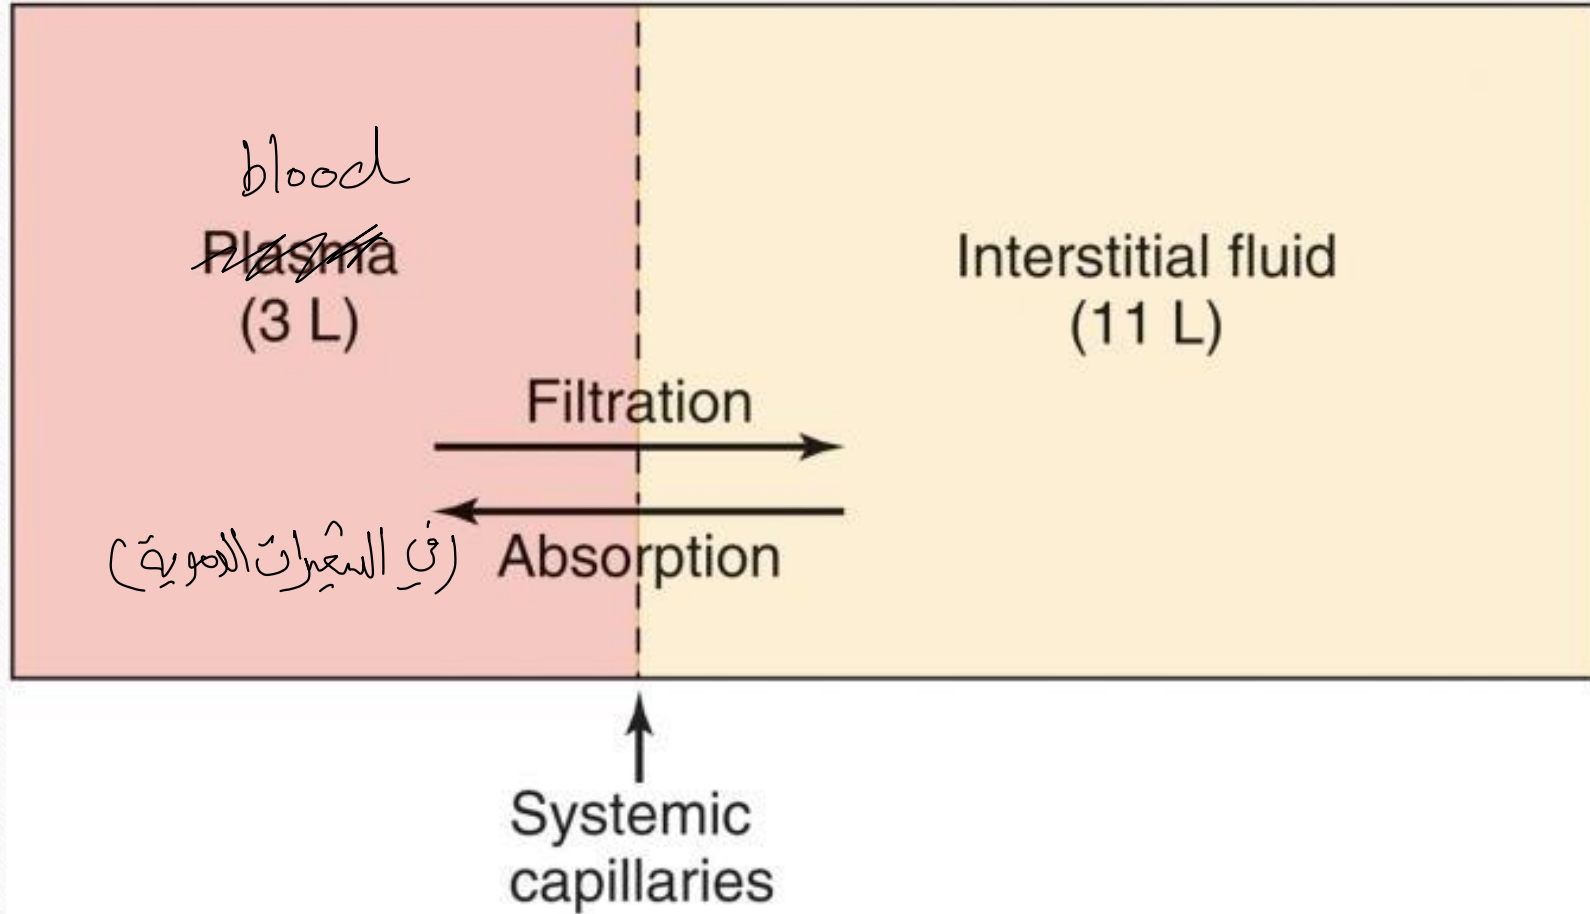 blood
Plasma
(3 L)
Interstitial fluid
(11 L)
Filtration
(في الشعيرات الدموية)
Absorption
Systemic
capillaries